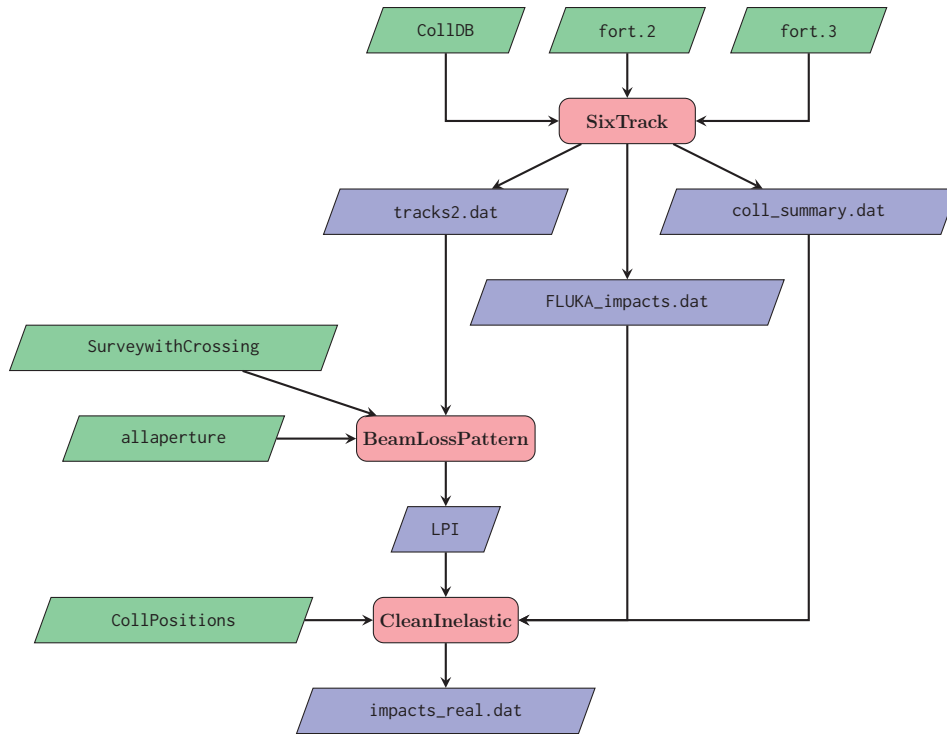 CollDB
fort.2
fort.3
SixTrack
tracks2.dat
coll_summary.dat
FLUKA_impacts.dat
SurveywithCrossing
allaperture
BeamLossPattern
LPI
CollPositions
CleanInelastic
impacts_real.dat